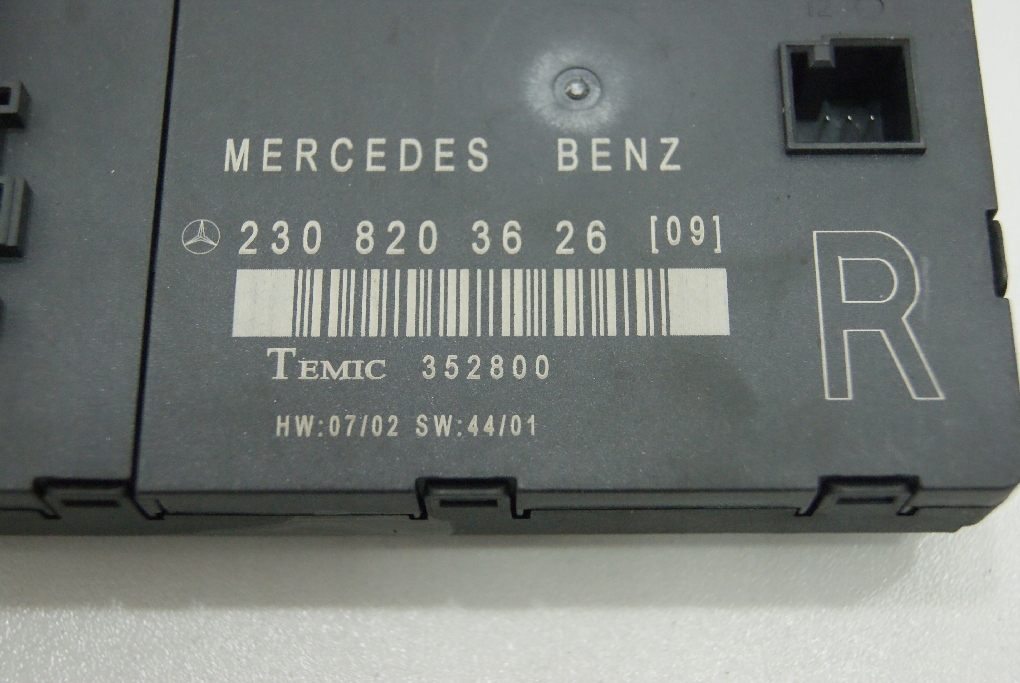 MERCEDES BENZ
230 820 36 26 [09]
TEMIC 352800
HW:07/02 SW:44/01
R